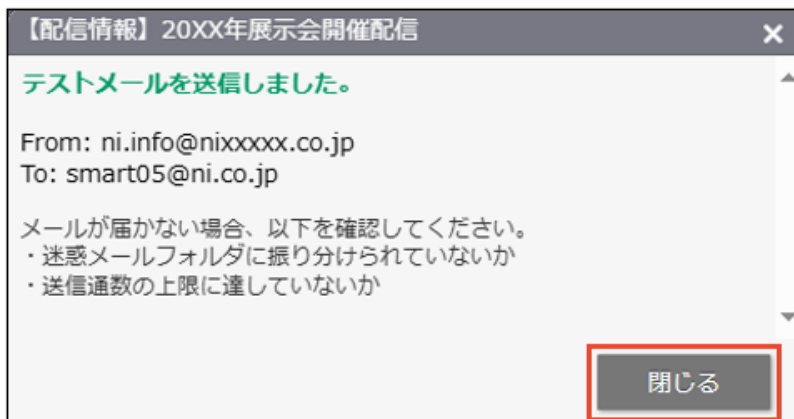 【配信情報】20XX年展示会開催配信
テストメールを送信しました。
From: ni.info@nixxxxx.co.jp
To: smart05@ni.co.jp
メールが届かない場合、以下を確認してください。
・迷惑メールフォルダに振り分けられていないか
・送信通数の上限に達していないか
閉じる